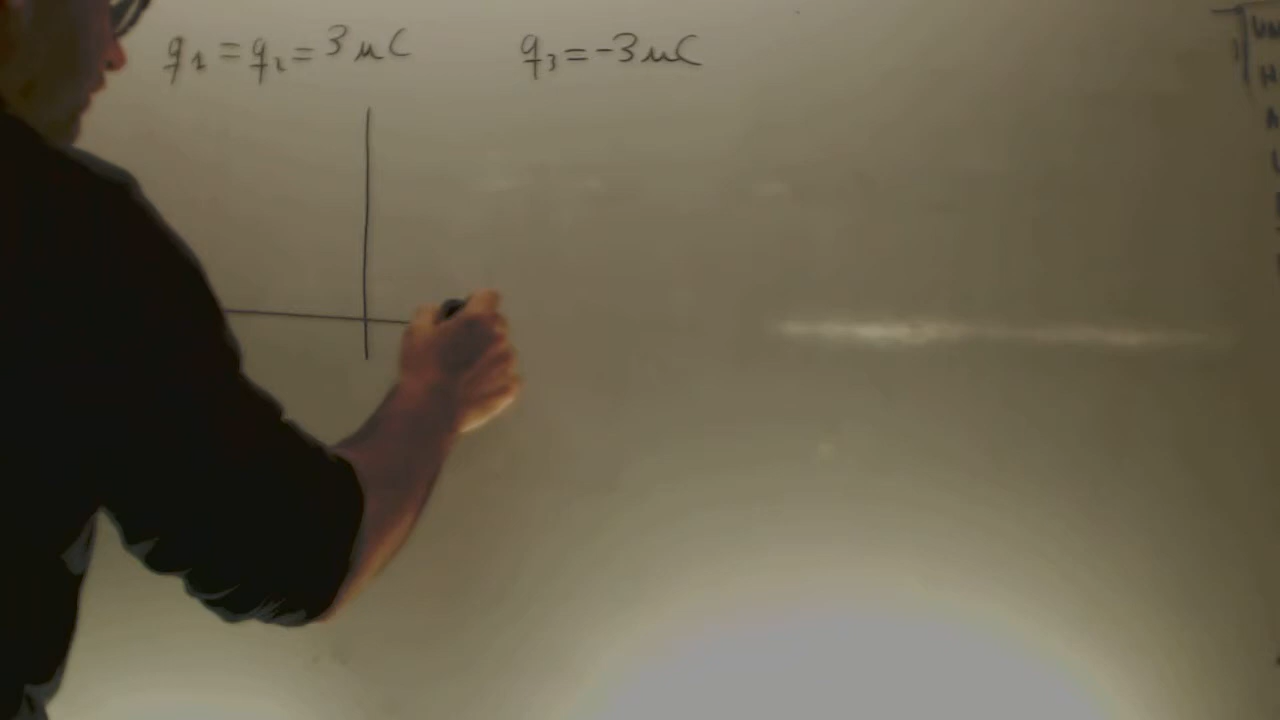 q₁ = q₂ = 3 μC
q₃ = -3 μC